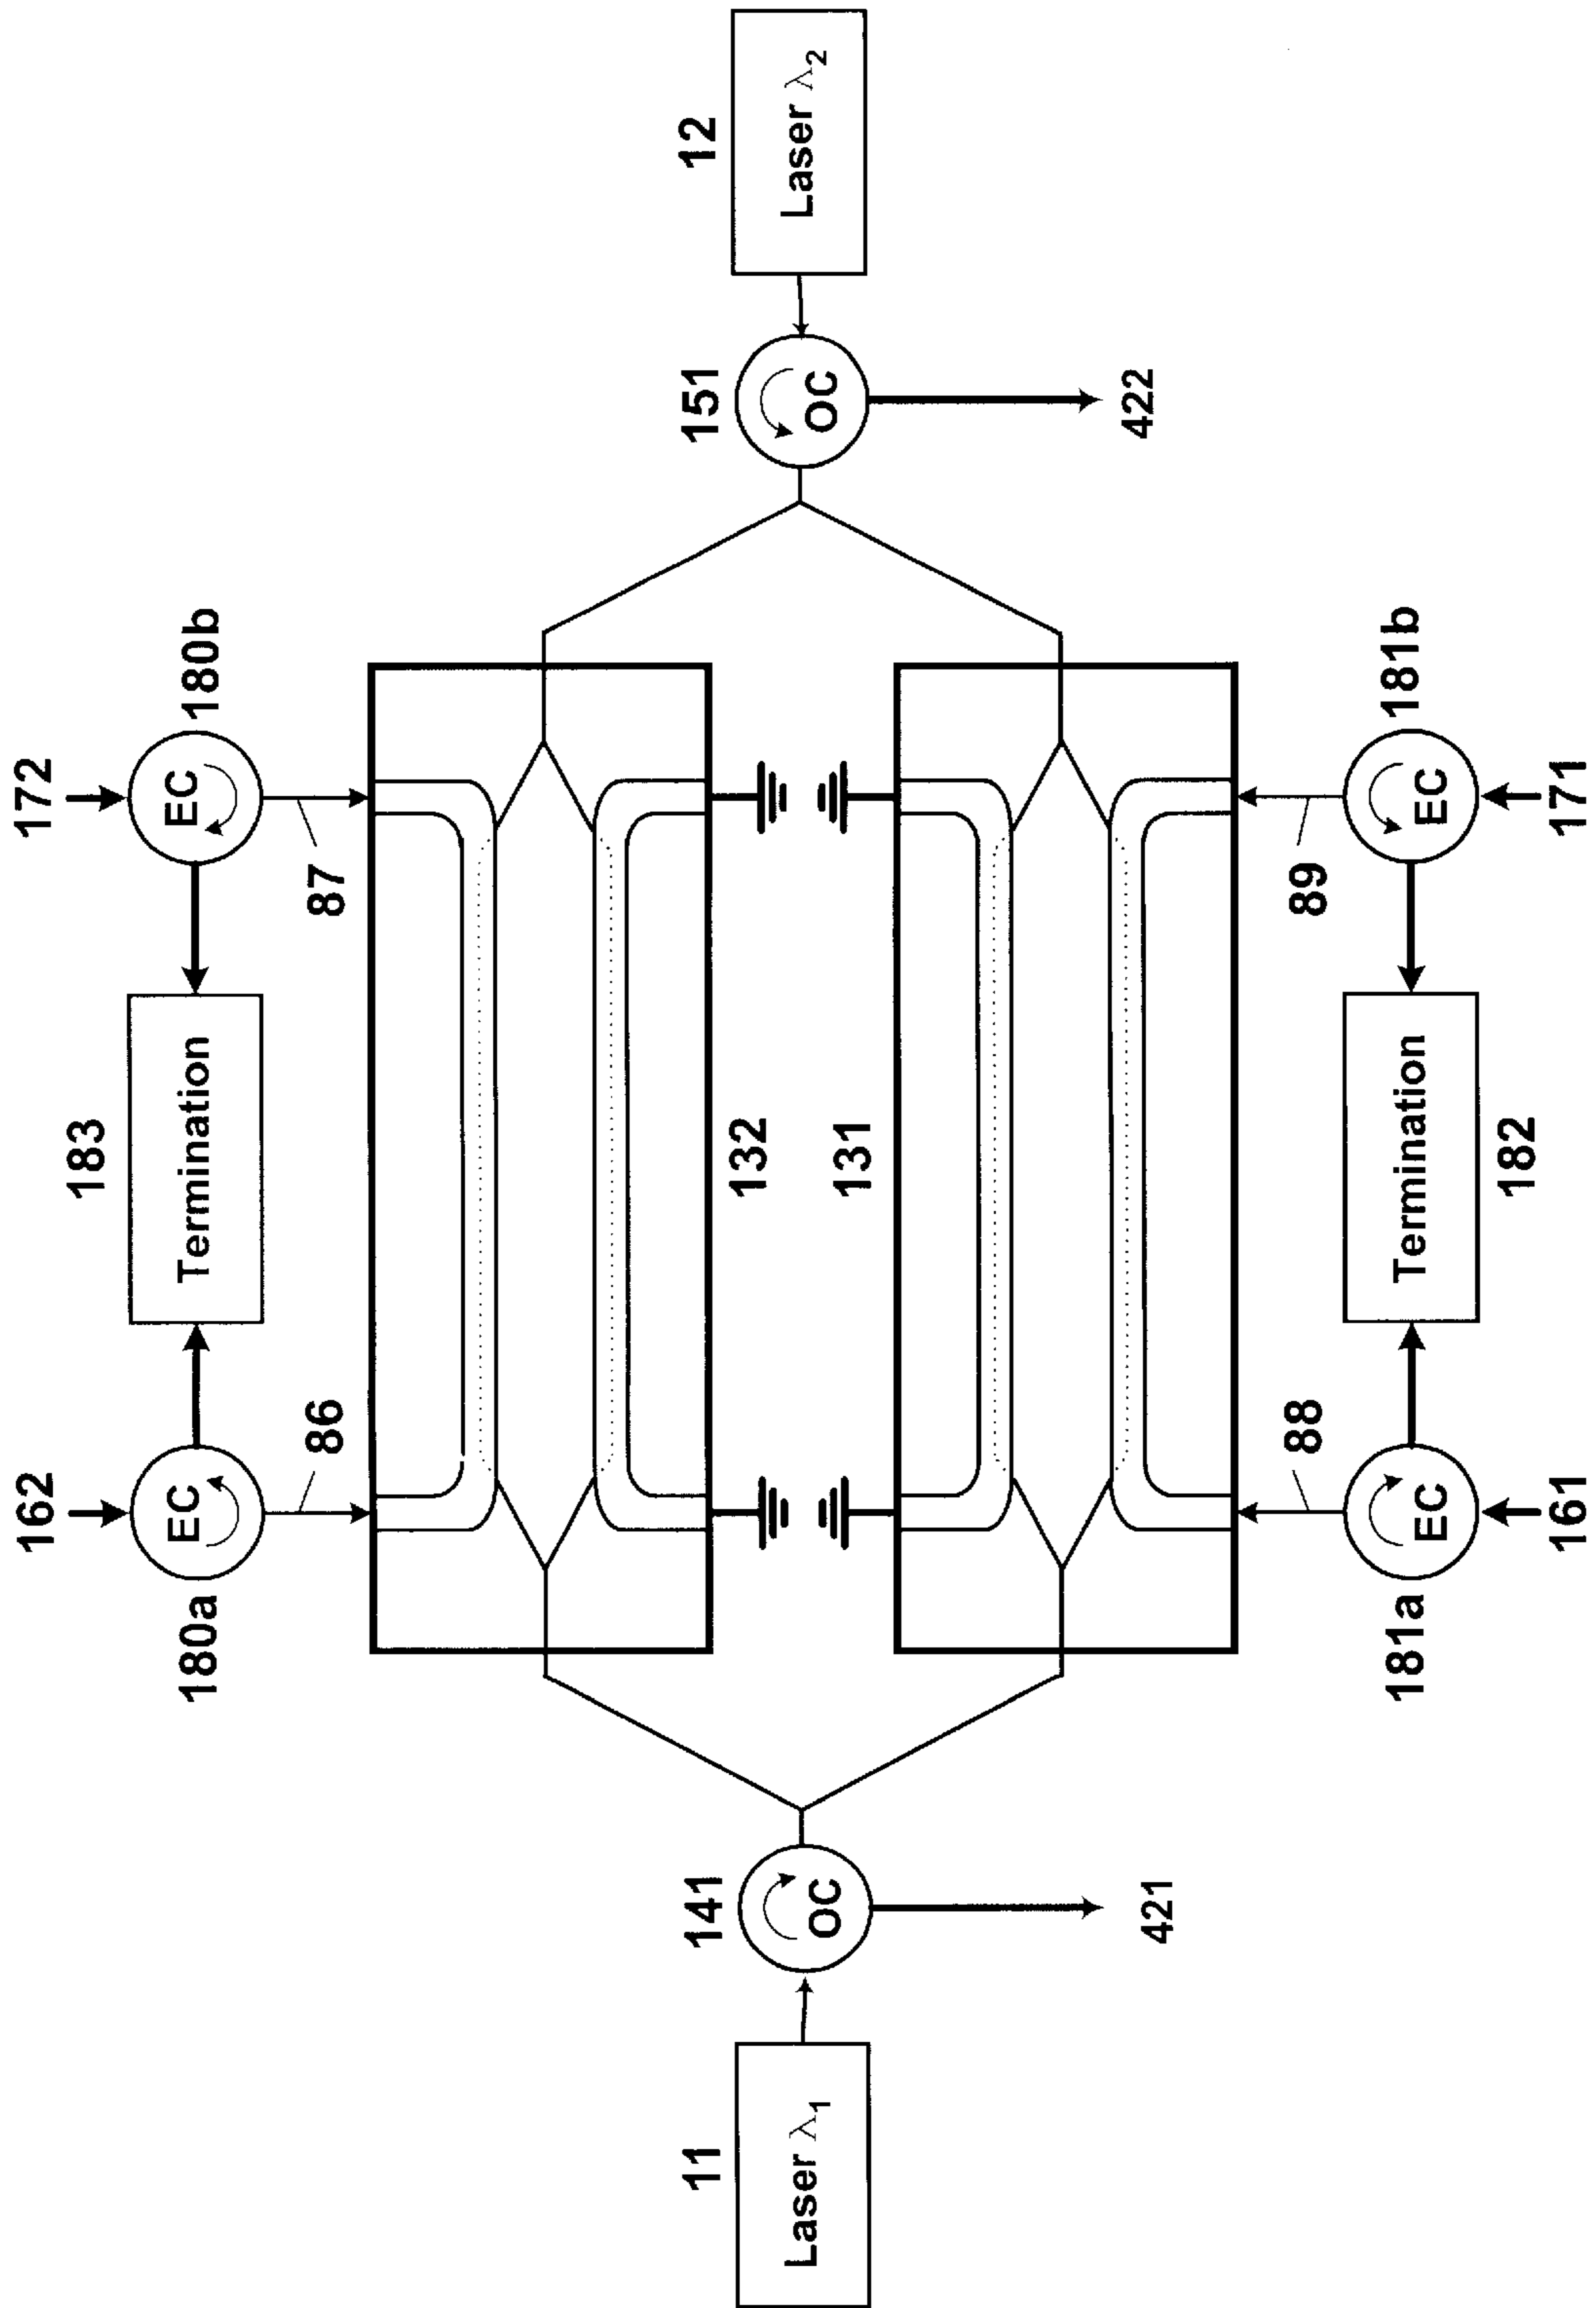 162
172
183
180a
EC
Termination
EC
180b
86
87
11
141
151
12
132
Laser λ1
OC
OC
Laser λ2
131
421
422
88
89
181a
EC
Termination
EC
181b
182
161
171